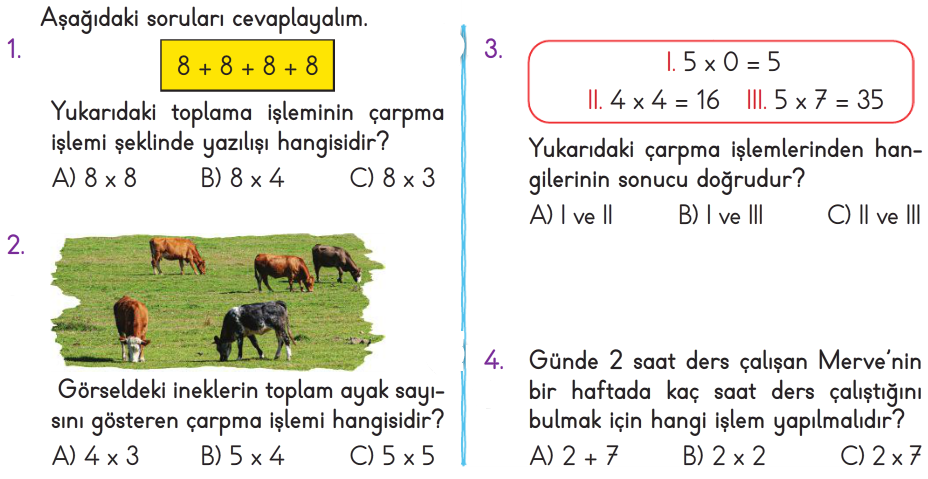 Aşağıdaki soruları cevaplayalım.
1.
8 + 8 + 8 + 8
Yukarıdaki toplama işleminin çarpma
işlemi şeklinde yazılışı hangisidir?
A) 8 x 8 B) 8 x 4 C) 8 x 3
2.
Görseldeki ineklerin toplam ayak sayı-
sını gösteren çarpma işlemi hangisidir?
A) 4 x 3 B) 5 x 4 C) 5 x 5
3.
I. 5 x 0 = 5
II. 4 x 4 = 16 III. 5 x 7 = 35
Yukarıdaki çarpma işlemlerinden han-
gilerinin sonucu doğrudur?
A) I ve II B) I ve III C) II ve III
4. Günde 2 saat ders çalışan Merve'nin
bir haftada kaç saat ders çalıştığını
bulmak için hangi işlem yapılmalıdır?
A) 2 + 7 B) 2 x 2 C) 2 x 7